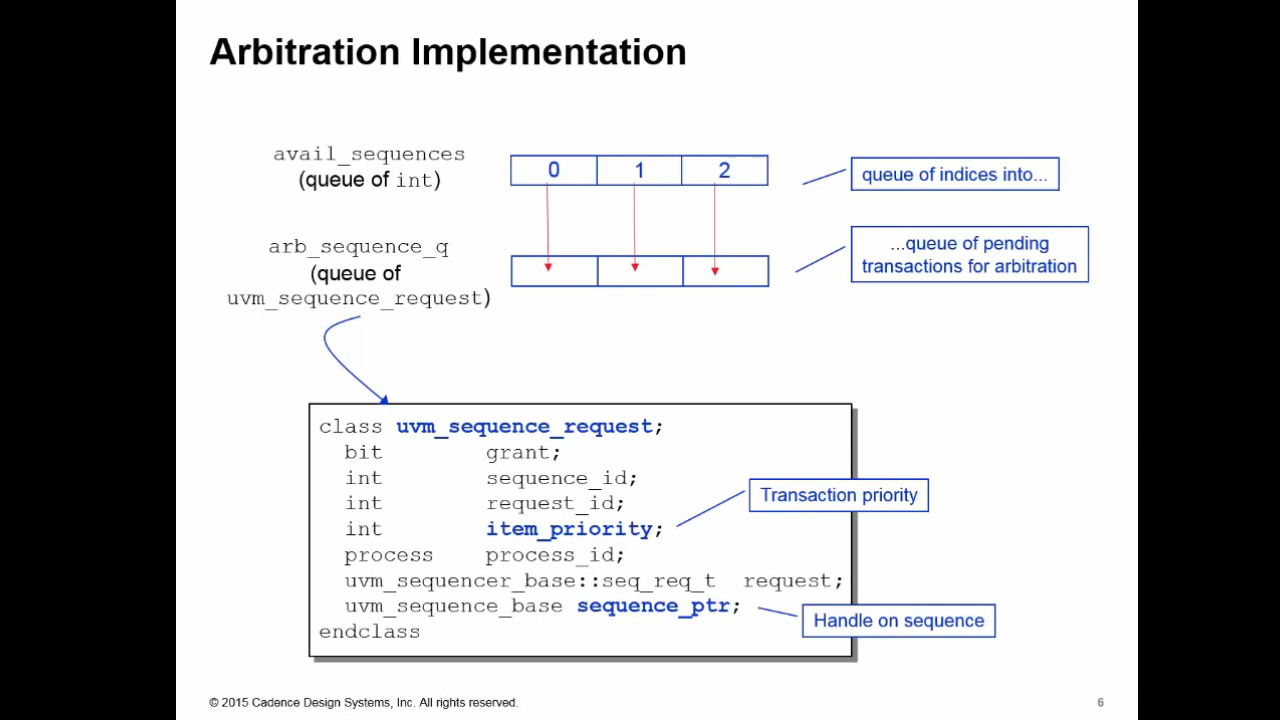 Arbitration Implementation
avail_sequences
(queue of int)
0 1 2
queue of indices into...
arb_sequence_q
(queue of
uvm_sequence_request)
...queue of pending
transactions for arbitration
class uvm_sequence_request;
bit grant;
int sequence_id;
int request_id;
int item_priority;
process process_id;
uvm_sequencer_base::seq_req_t request;
uvm_sequence_base sequence_ptr;
endclass
Transaction priority
Handle on sequence
© 2015 Cadence Design Systems, Inc. All rights reserved.
6